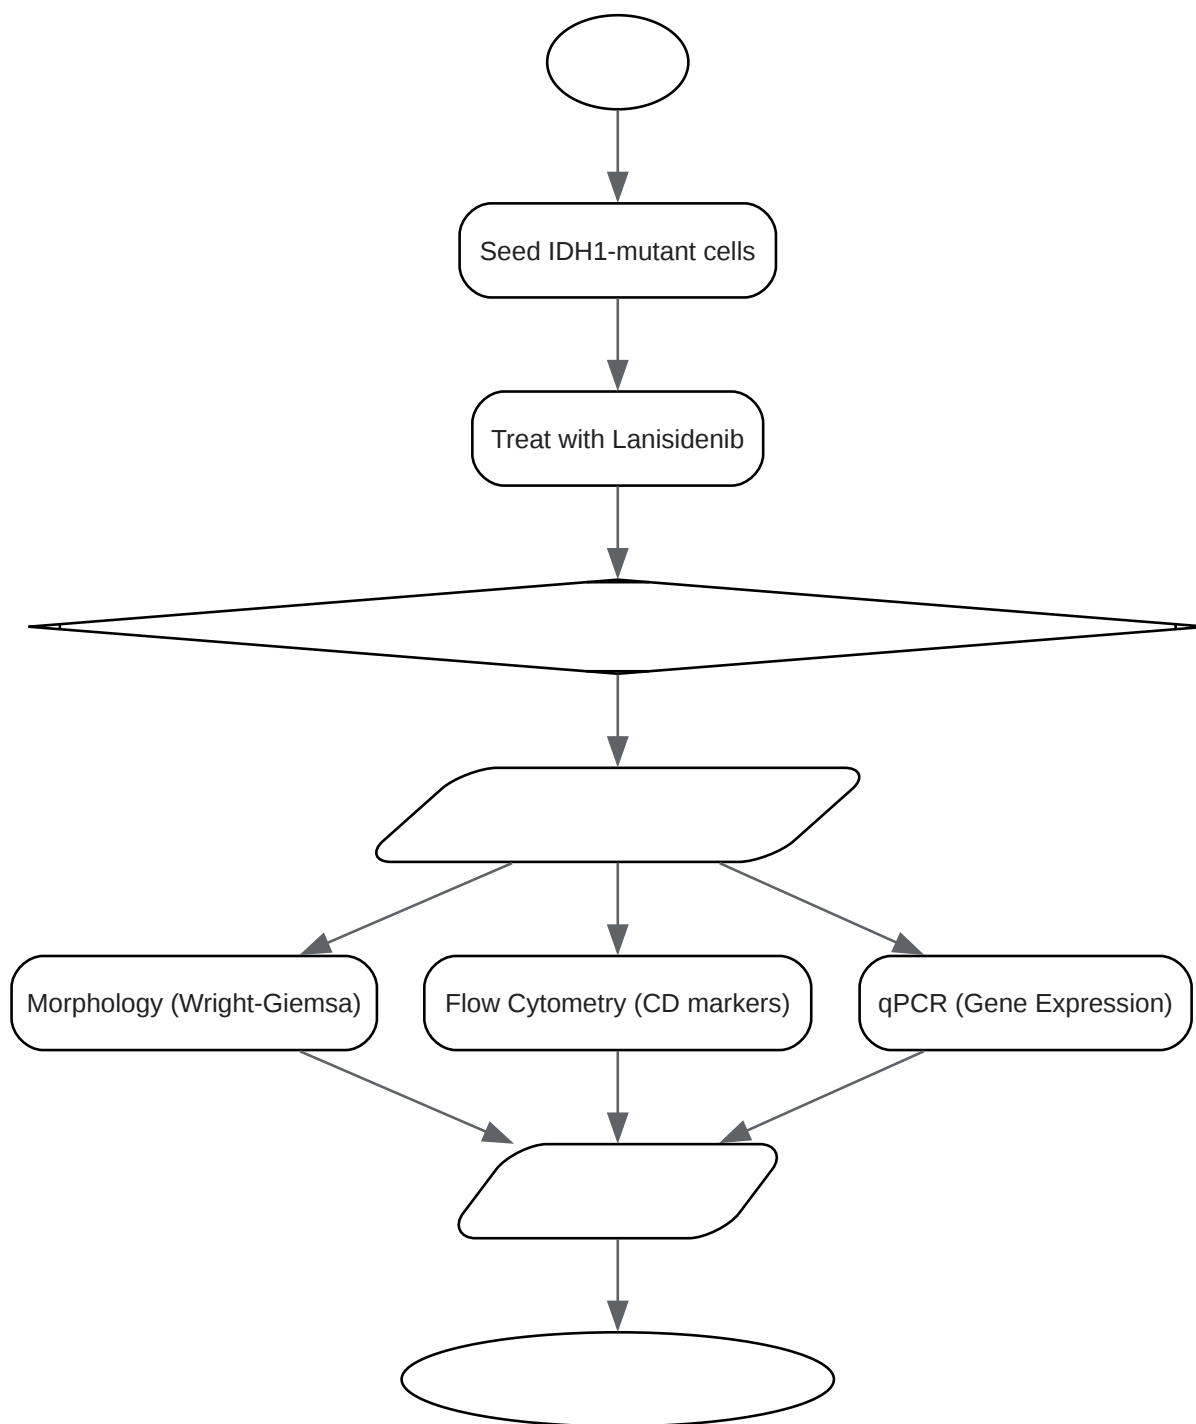 Seed IDH1-mutant cells
Treat with Lanisidenib
Morphology (Wright-Giemsa)
Flow Cytometry (CD markers)
qPCR (Gene Expression)